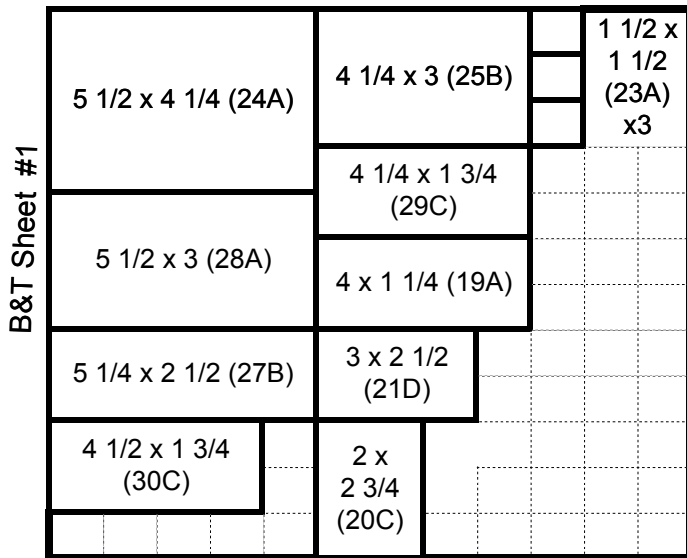 B&T Sheet #1
5 1/2 x 4 1/4 (24A)
4 1/4 x 3 (25B)
1 1/2 x
1 1/2
(23A)
x3
4 1/4 x 1 3/4
(29C)
5 1/2 x 3 (28A)
4 x 1 1/4 (19A)
5 1/4 x 2 1/2 (27B)
3 x 2 1/2
(21D)
4 1/2 x 1 3/4
(30C)
2 x
2 3/4
(20C)